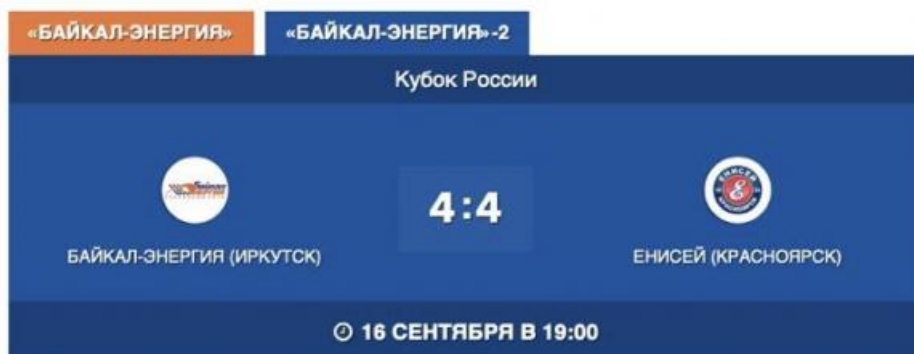 «БАЙКАЛ-ЭНЕРГИЯ» «БАЙКАЛ-ЭНЕРГИЯ»-2
Кубок России
4:4
БАЙКАЛ-ЭНЕРГИЯ (ИРКУТСК) ЕНИСЕЙ (КРАСНОЯРСК)
16 СЕНТЯБРЯ В 19:00